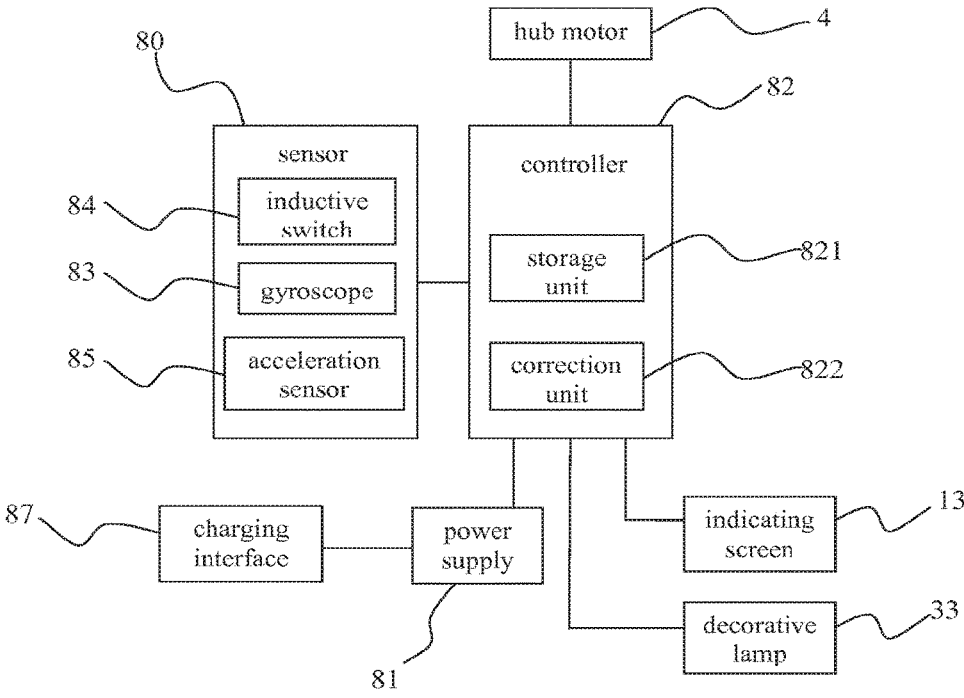 hub motor
4
80
82
sensor
controller
inductive
switch
84
storage
unit
821
83
gyroscope
85
acceleration
sensor
correction
unit
822
87
charging
interface
power
supply
indicating
screen
13
81
decorative
lamp
33